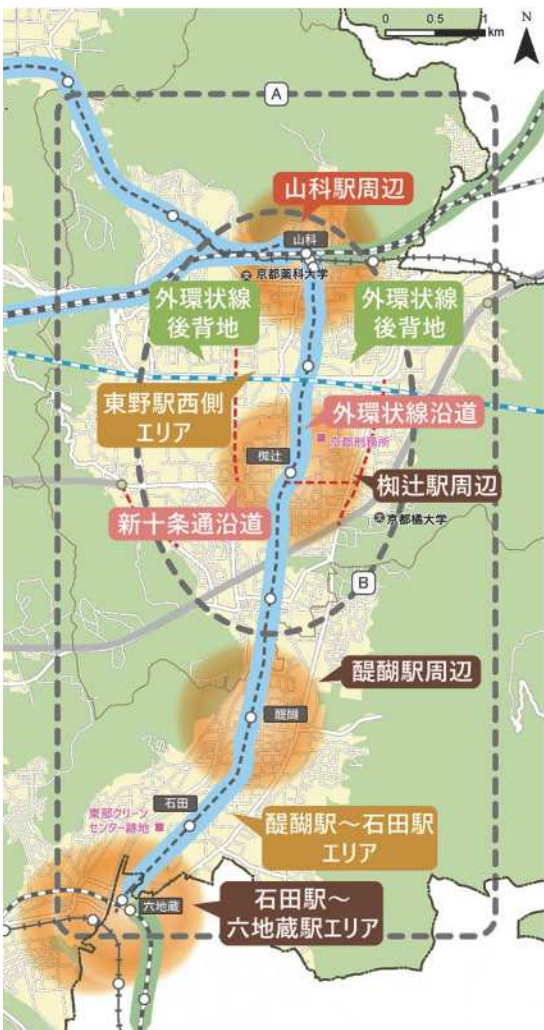 0 0.5 1
km
N
A
山科駅周辺
山科
京都薬科大学
外環状線
後背地
外環状線
後背地
東野駅西側
エリア
外環状線沿道
京都刑務所
椥辻
椥辻駅周辺
新十条通沿道
京都橘大学
B
醍醐駅周辺
醍醐
石田
東部クリーン
センター跡地
醍醐駅~石田駅
エリア
六地蔵
石田駅~
六地蔵駅エリア